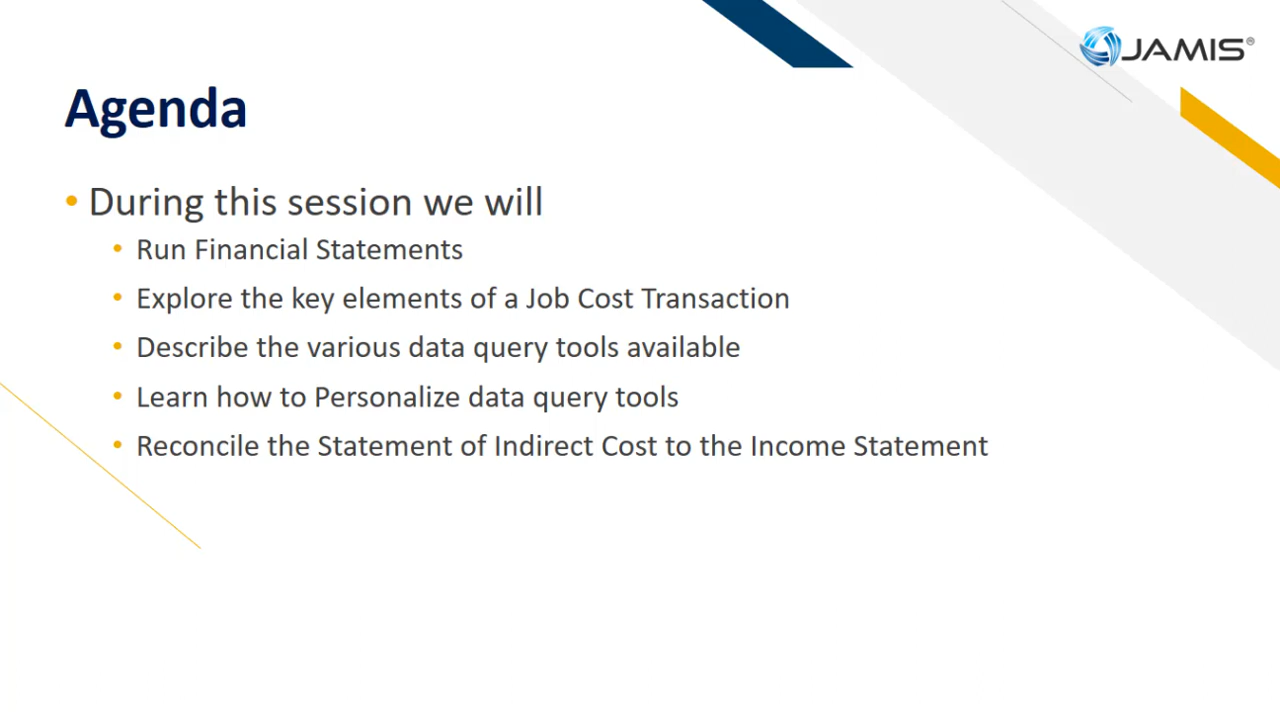 JAMIS®
Agenda
• During this session we will
• Run Financial Statements
• Explore the key elements of a Job Cost Transaction
• Describe the various data query tools available
• Learn how to Personalize data query tools
• Reconcile the Statement of Indirect Cost to the Income Statement